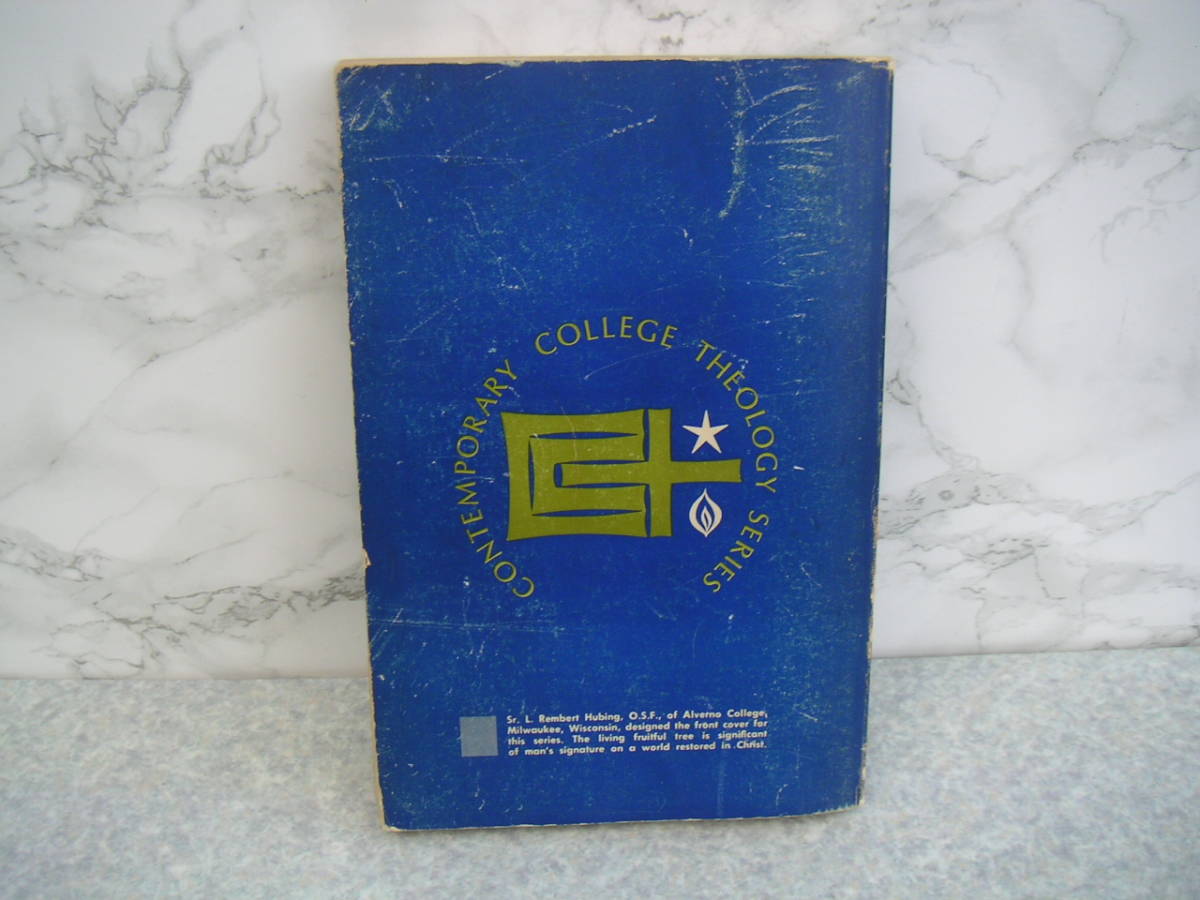 CONTEMPORARY COLLEGE THEOLOGY SERIES
Sr. L. Rembert Hubing, O.S.F., of Alverno College,
Milwaukee, Wisconsin, designed the front cover for
this series. The living fruitful tree is significant
of man's signature on a world restored in Christ.